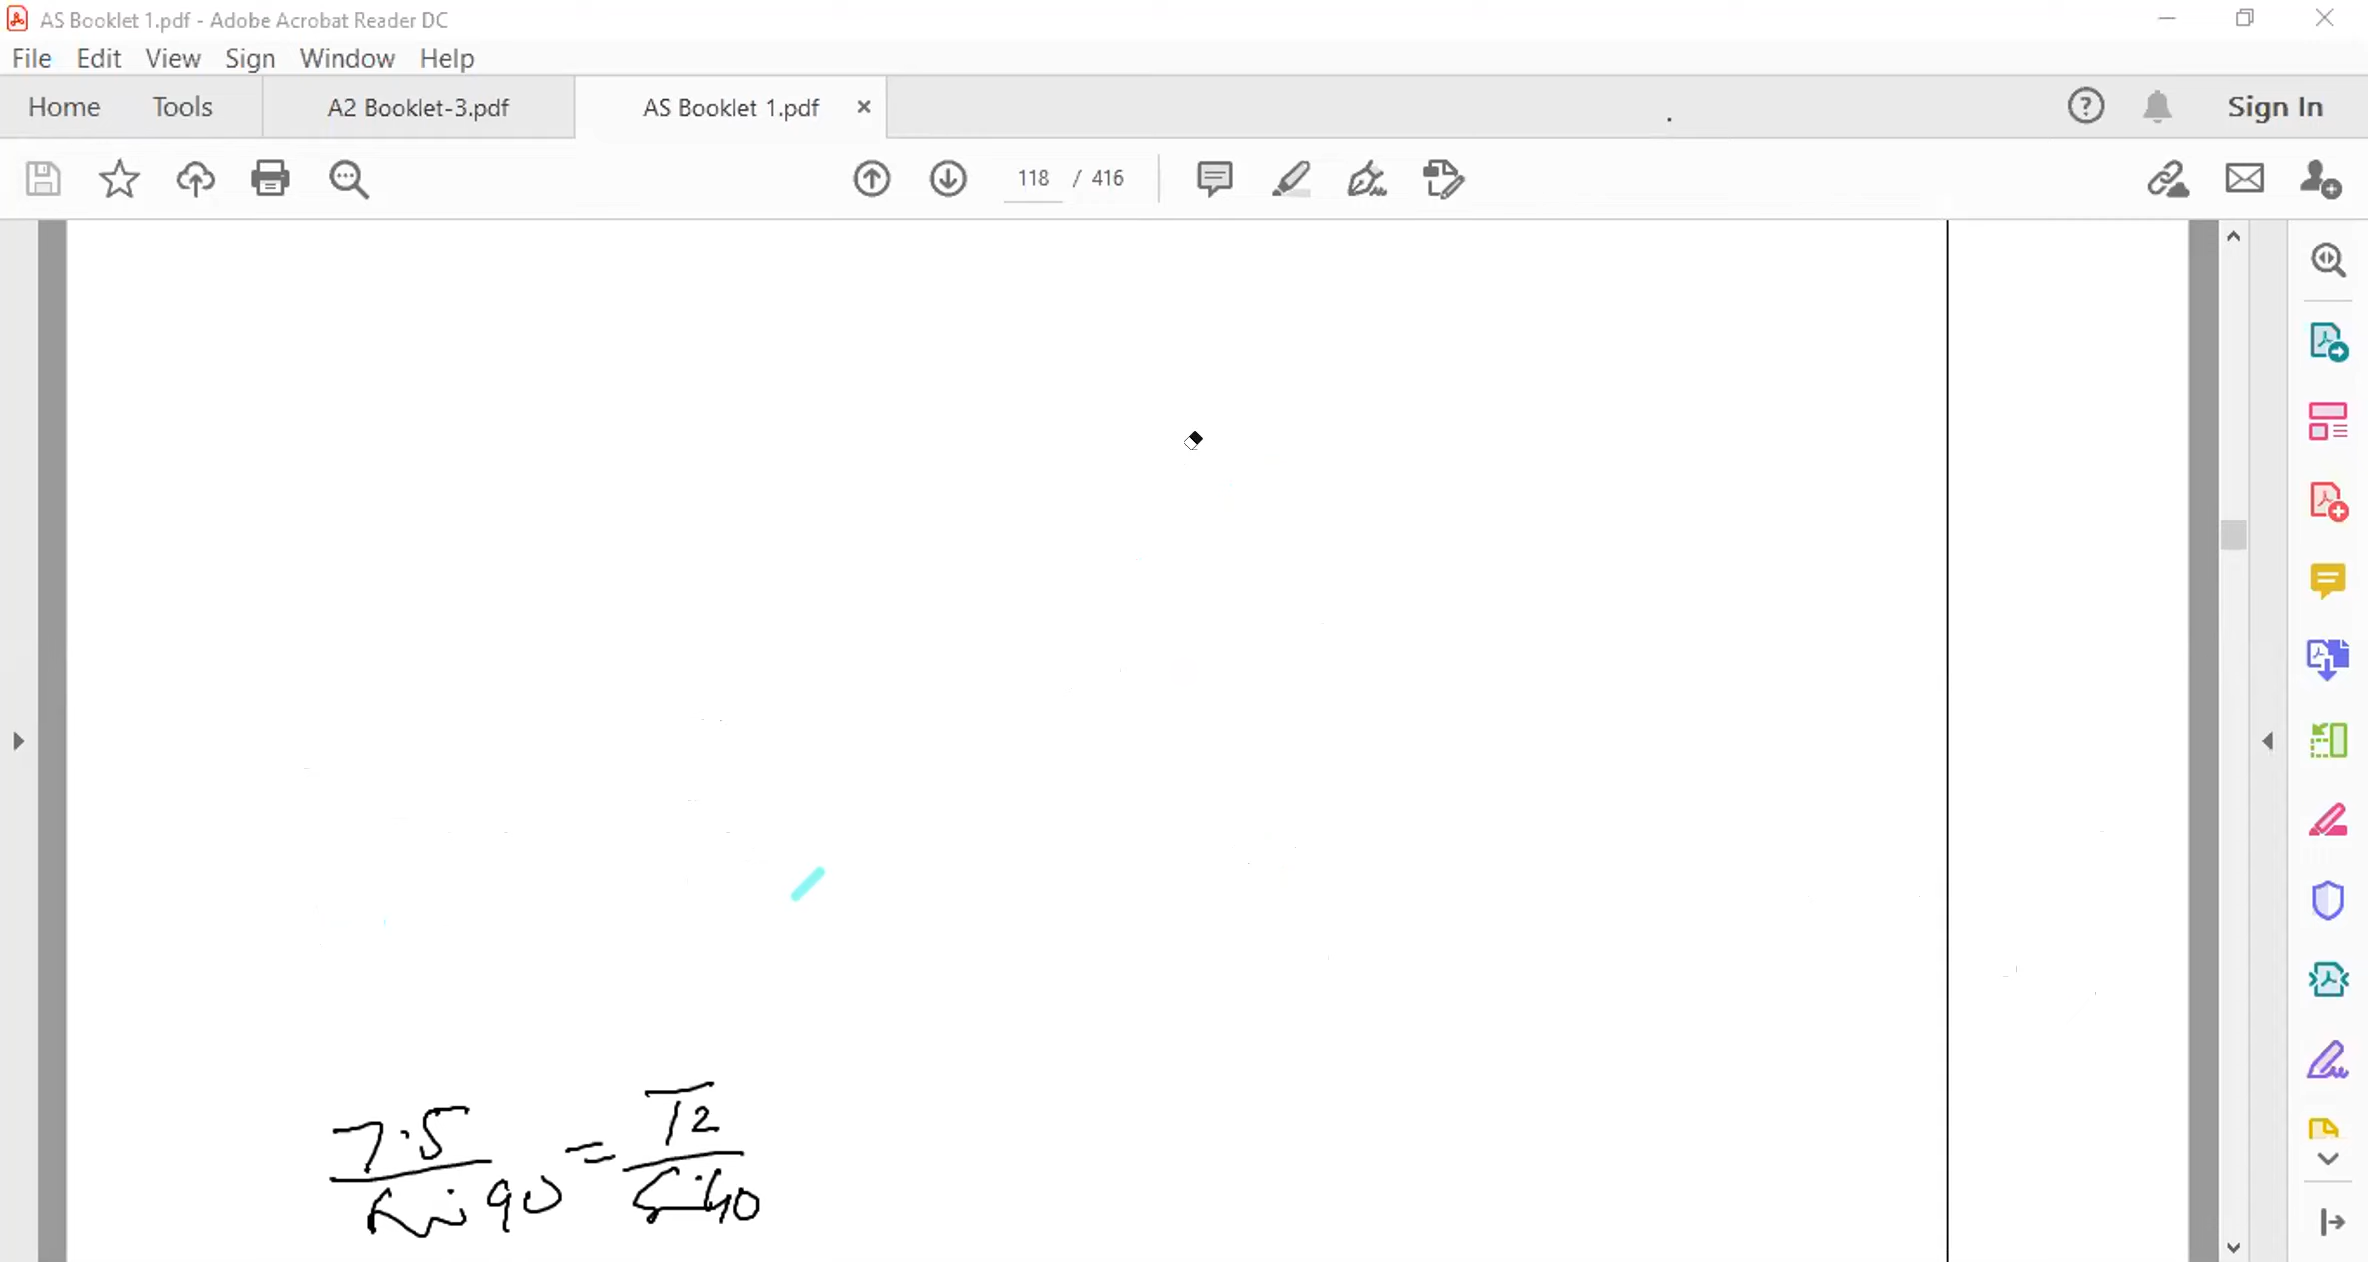 AS Booklet 1.pdf - Adobe Acrobat Reader DC
File Edit View Sign Window Help
Home Tools A2 Booklet-3.pdf AS Booklet 1.pdf × Sign In
118 / 416
7.5 / sin 90 = T2 / sin 40